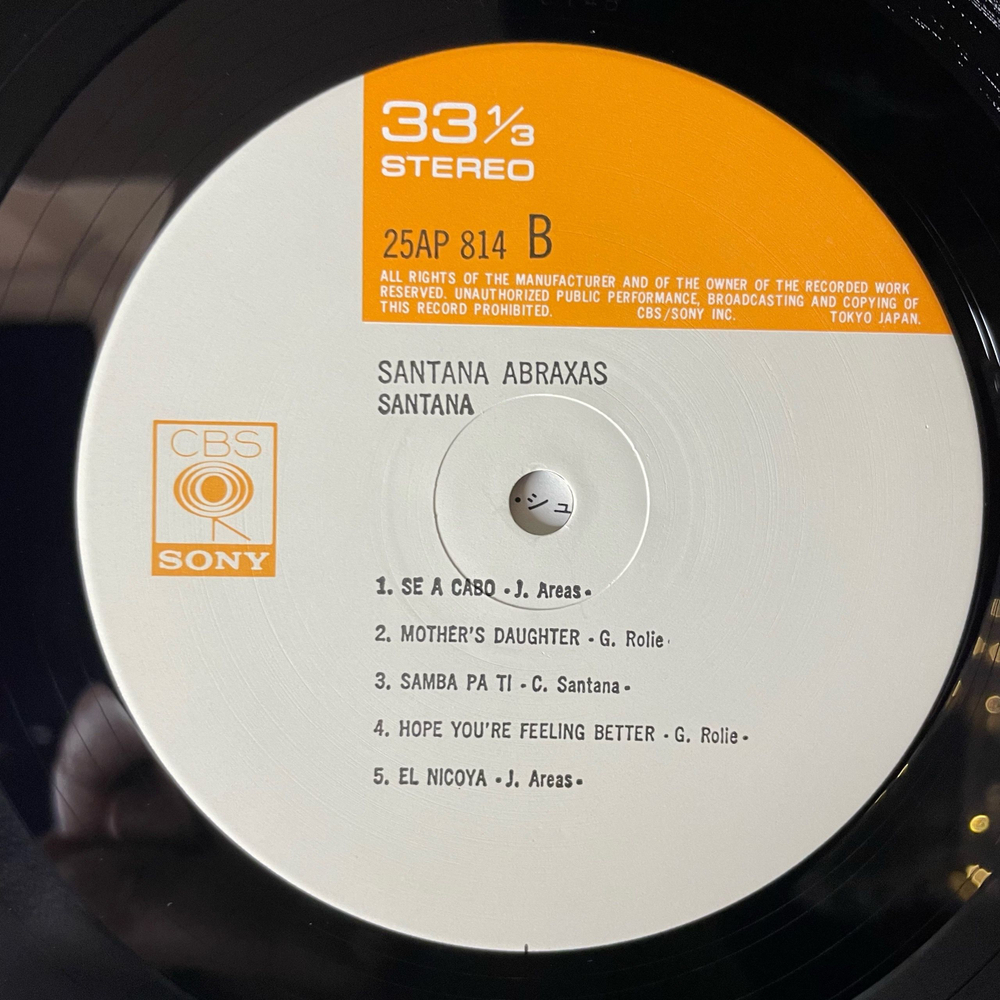 33 1/3
STEREO
25AP 814 B
ALL RIGHTS OF THE MANUFACTURER AND OF THE OWNER OF THE RECORDED WORK
RESERVED. UNAUTHORIZED PUBLIC PERFORMANCE, BROADCASTING AND COPYING OF
THIS RECORD PROHIBITED. CBS/SONY INC. TOKYO JAPAN.
SANTANA ABRAXAS
SANTANA
CBS
SONY
・シュ
1. SE A CABO • J. Areas •
2. MOTHER'S DAUGHTER • G. Rolie •
3. SAMBA PA TI • C. Santana •
4. HOPE YOU'RE FEELING BETTER • G. Rolie •
5. EL NICOYA • J. Areas •